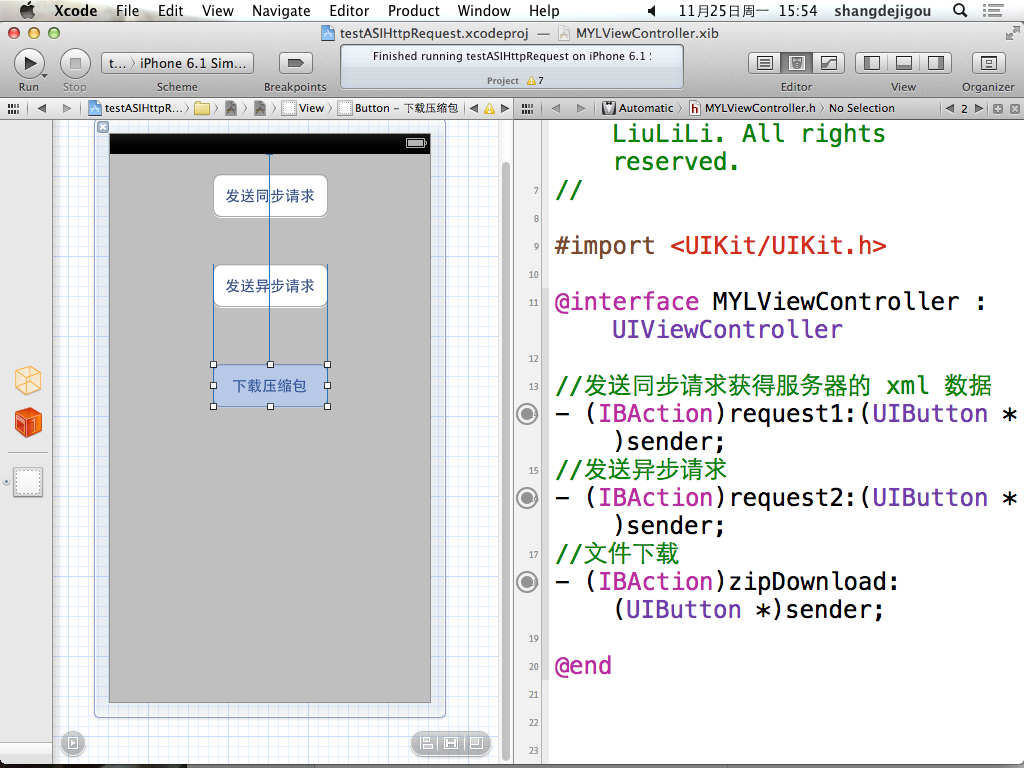 Xcode File Edit View Navigate Editor Product Window Help 11月25日周一 15:54 shangdejigou
testASIHttpRequest.xcodeproj — MYLViewController.xib
t...〉iPhone 6.1 Sim...
Finished running testASIHttpRequest on iPhone 6.1
Project 7
Run Stop Scheme Breakpoints Editor View Organizer
testASIHttpR... View Button – 下载压缩包
Automatic MYLViewController.h No Selection 2
发送同步请求
发送异步请求
下载压缩包
LiuLiLi. All rights
reserved.
7 //
8
9 #import <UIKit/UIKit.h>
10
11 @interface MYLViewController :
UIViewController
12
13 //发送同步请求获得服务器的 xml 数据
- (IBAction)request1:(UIButton *
)sender;
15 //发送异步请求
- (IBAction)request2:(UIButton *
)sender;
17 //文件下载
- (IBAction)zipDownload:
(UIButton *)sender;
19
20 @end
21
22
23